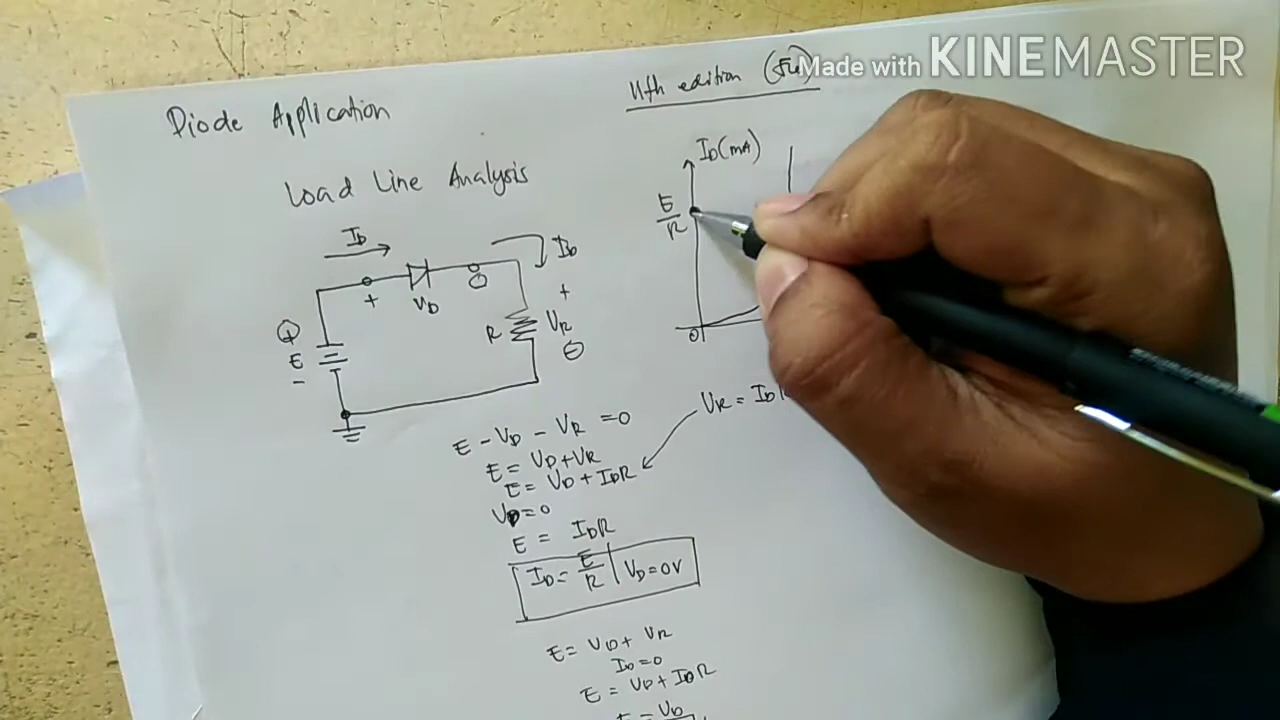 Made with KINEMASTER
Diode Application
11th edition
Load Line Analysis
ID(mA)
E/R
ID
ID
+
VD
+
R
VR
-
E
-
0
E - VD - VR = 0
VR = ID
E = VD + VR
E = VD + IDR
VD = 0
E = IDR
ID = E/R | VD = 0V
E = VD + VR
ID = 0
E = VD + IDR
E = VD